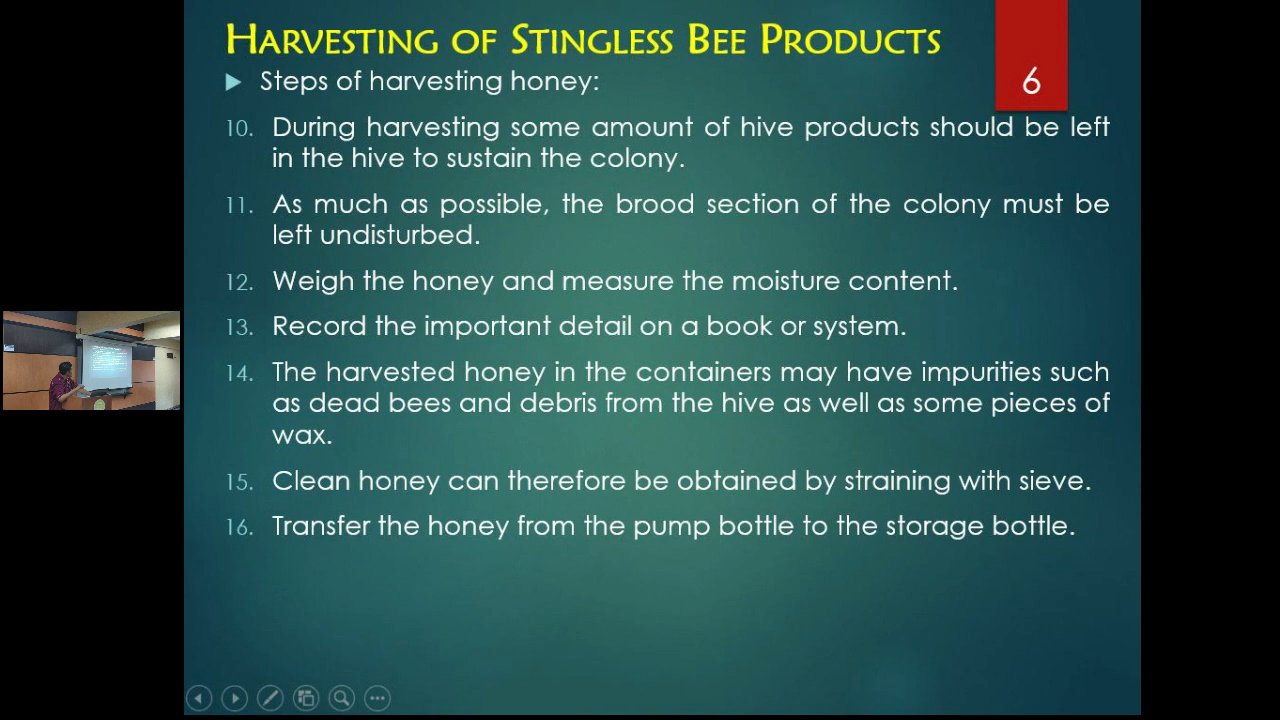 HARVESTING OF STINGLESS BEE PRODUCTS
6
Steps of harvesting honey:
10. During harvesting some amount of hive products should be left
in the hive to sustain the colony.
11. As much as possible, the brood section of the colony must be
left undisturbed.
12. Weigh the honey and measure the moisture content.
13. Record the important detail on a book or system.
14. The harvested honey in the containers may have impurities such
as dead bees and debris from the hive as well as some pieces of
wax.
15. Clean honey can therefore be obtained by straining with sieve.
16. Transfer the honey from the pump bottle to the storage bottle.